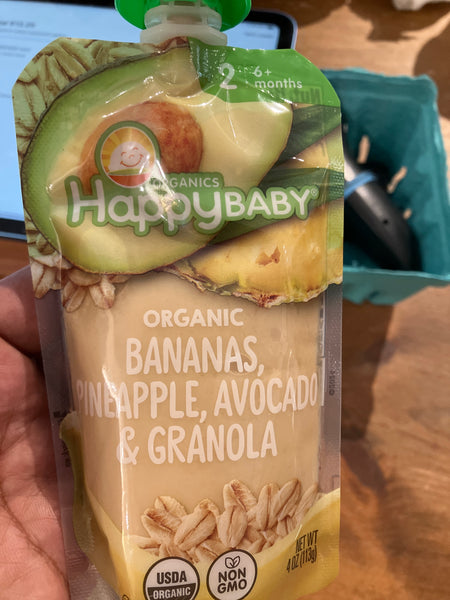 2 6+
months
ORGANICS
HAPPYBABY®
ORGANIC
BANANAS,
PINEAPPLE, AVOCADO
& GRANOLA
USDA
ORGANIC
NON
GMO
NET WT
4 OZ (113g)